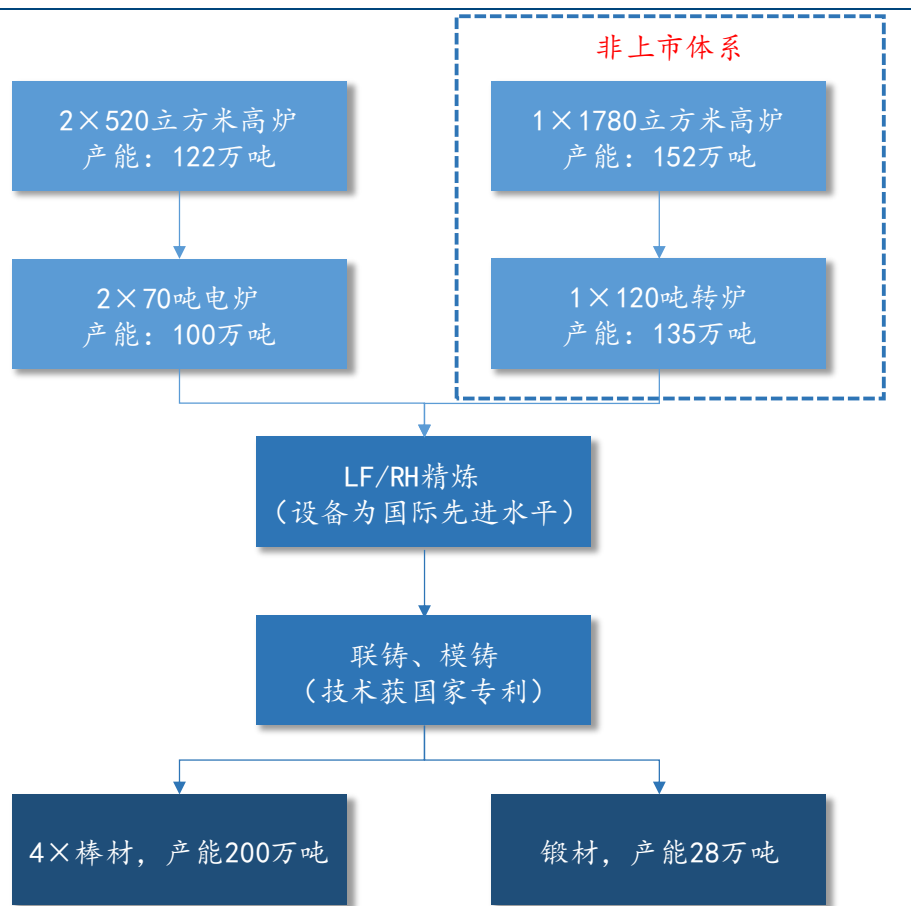 非上市体系
2×520立方米高炉
产能：122万吨
1×1780立方米高炉
产能：152万吨
2×70吨电炉
产能：100万吨
1×120吨转炉
产能：135万吨
LF/RH精炼
（设备为国际先进水平）
联铸、模铸
（技术获国家专利）
4×棒材，产能200万吨
锻材，产能28万吨